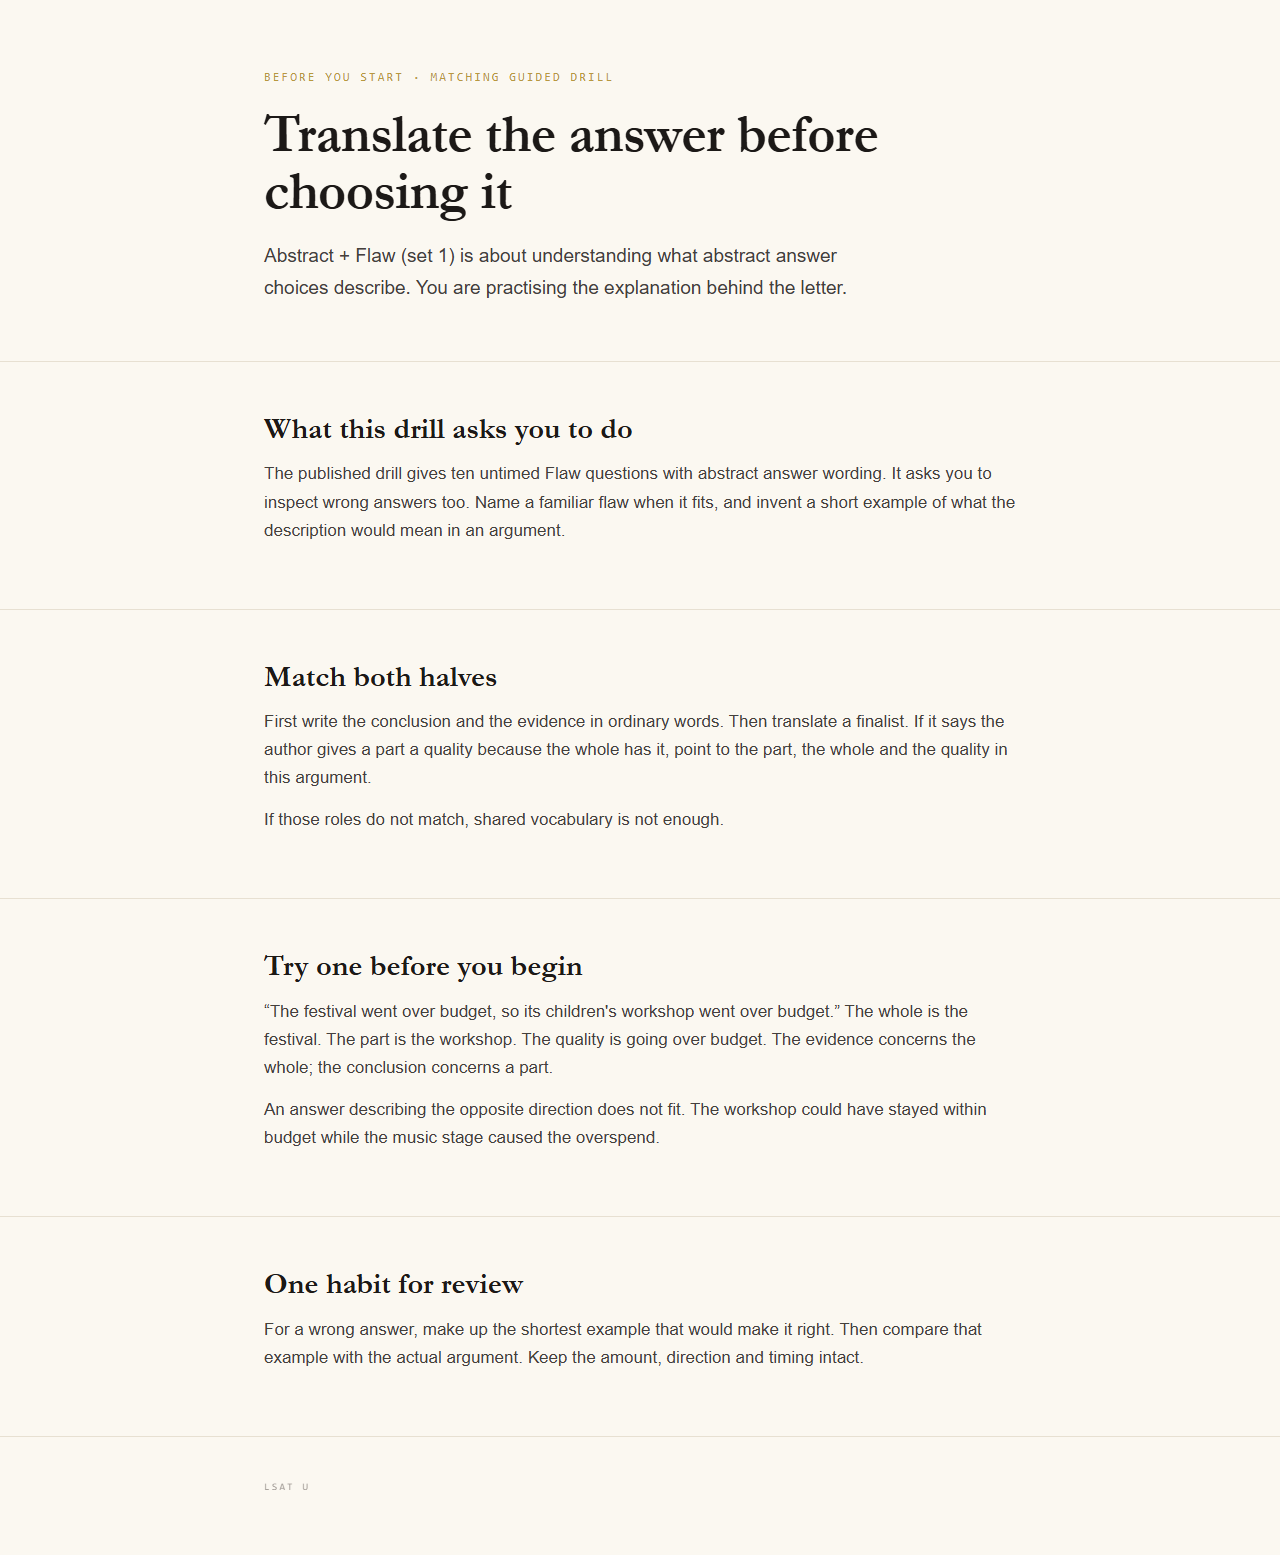 BEFORE YOU START · MATCHING GUIDED DRILL
Translate the answer before
choosing it
Abstract + Flaw (set 1) is about understanding what abstract answer
choices describe. You are practising the explanation behind the letter.
What this drill asks you to do
The published drill gives ten untimed Flaw questions with abstract answer wording. It asks you to
inspect wrong answers too. Name a familiar flaw when it fits, and invent a short example of what the
description would mean in an argument.
Match both halves
First write the conclusion and the evidence in ordinary words. Then translate a finalist. If it says the
author gives a part a quality because the whole has it, point to the part, the whole and the quality in
this argument.
If those roles do not match, shared vocabulary is not enough.
Try one before you begin
“The festival went over budget, so its children's workshop went over budget.” The whole is the
festival. The part is the workshop. The quality is going over budget. The evidence concerns the
whole; the conclusion concerns a part.
An answer describing the opposite direction does not fit. The workshop could have stayed within
budget while the music stage caused the overspend.
One habit for review
For a wrong answer, make up the shortest example that would make it right. Then compare that
example with the actual argument. Keep the amount, direction and timing intact.
LSAT U